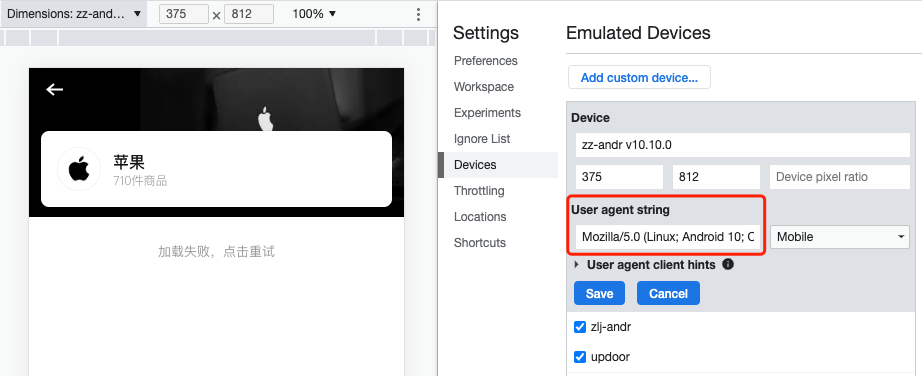 Dimensions: zz-and…
375
×
812
100%
苹果
710件商品
加载失败，点击重试
Settings
Preferences
Workspace
Experiments
Ignore List
Devices
Throttling
Locations
Shortcuts
Emulated Devices
Add custom device...
Device
zz-andr v10.10.0
375
812
Device pixel ratio
User agent string
Mozilla/5.0 (Linux; Android 10; C
Mobile
User agent client hints
Save
Cancel
zlj-andr
updoor